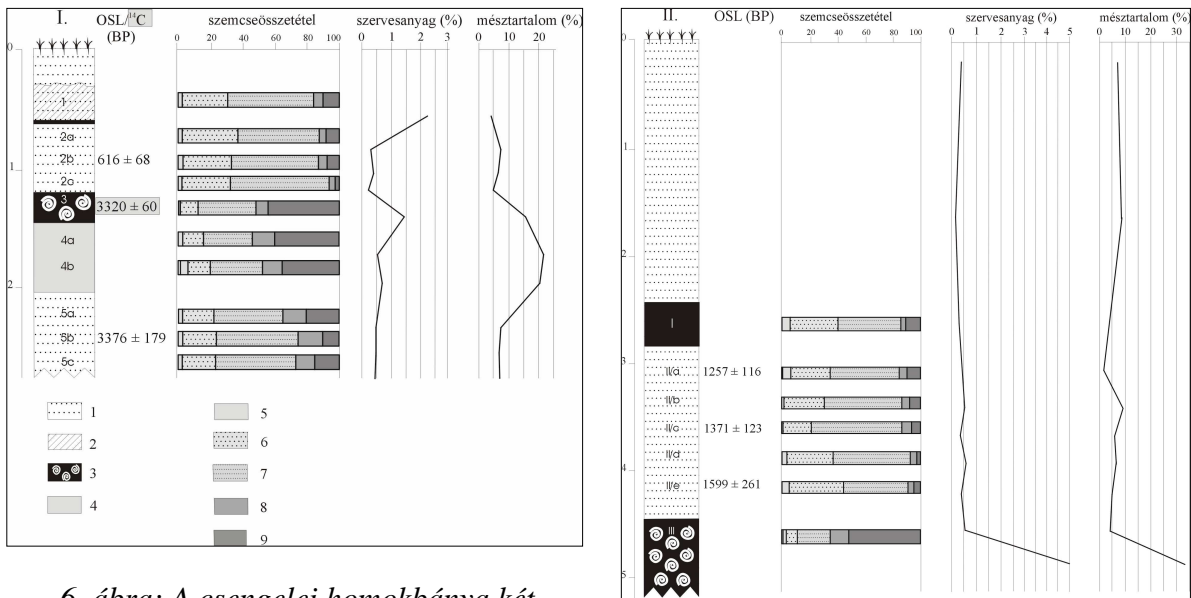 I. OSL/¹⁴C (BP) szemcseösszetétel szervesanyag (%) mésztartalom (%)
0 20 40 60 80 100 0 1 2 3 0 10 20
0
1
2a
2b 616 ± 68
1
2c
3 3320 ± 60
4a
4b
2
5a
5b 3376 ± 179
5c
1 5
2 6
3 7
4 8
9
II. OSL (BP) szemcseösszetétel szervesanyag (%) mésztartalom (%)
0 20 40 60 80 100 0 1 2 3 4 5 0 10 20 30
0
1
2
I
3
II/a 1257 ± 116
II/b
II/c 1371 ± 123
II/d
4
II/e 1599 ± 261
III
5
6. ábra: A csengelei homokbánya két